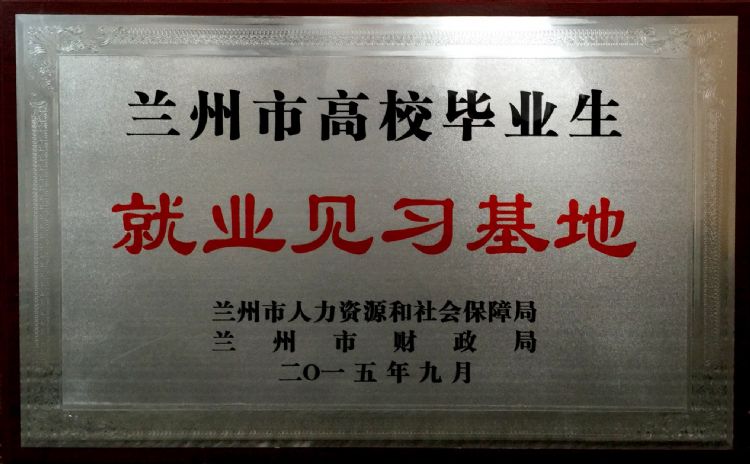 兰州市高校毕业生
就业见习基地
兰州市人力资源和社会保障局
兰州市财政局
二O一五年九月